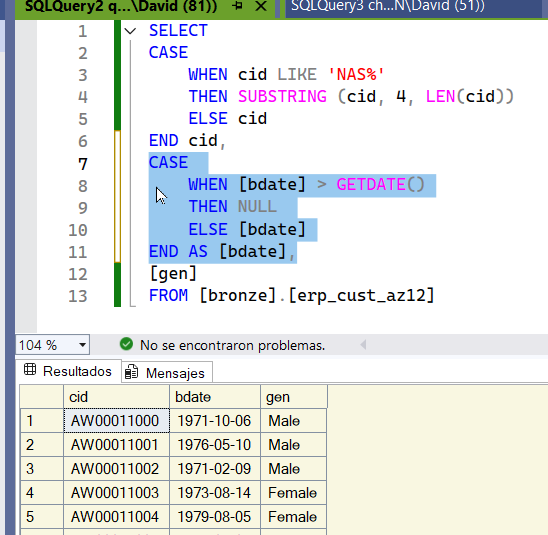 SQLQuery2 q...\David (81))
SQLQuery3 ch...N\David (51))
1 SELECT
2 CASE
3 WHEN cid LIKE 'NAS%'
4 THEN SUBSTRING (cid, 4, LEN(cid))
5 ELSE cid
6 END cid,
7 CASE
8 WHEN [bdate] > GETDATE()
9 THEN NULL
10 ELSE [bdate]
11 END AS [bdate],
12 [gen]
13 FROM [bronze].[erp_cust_az12]
104 % No se encontraron problemas.
Resultados Mensajes
cid bdate gen
1 AW00011000 1971-10-06 Male
2 AW00011001 1976-05-10 Male
3 AW00011002 1971-02-09 Male
4 AW00011003 1973-08-14 Female
5 AW00011004 1979-08-05 Female